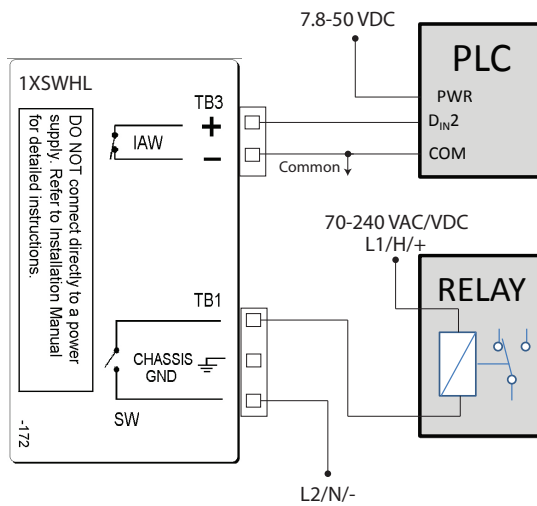 7.8-50 VDC
PLC
PWR
DIN2
COM
Common
1XSWHL
TB3
+
IAW
−
DO NOT connect directly to a power
supply. Refer to Installation Manual
for detailed instructions.
70-240 VAC/VDC
L1/H/+
RELAY
TB1
CHASSIS
GND
SW
-172
L2/N/-